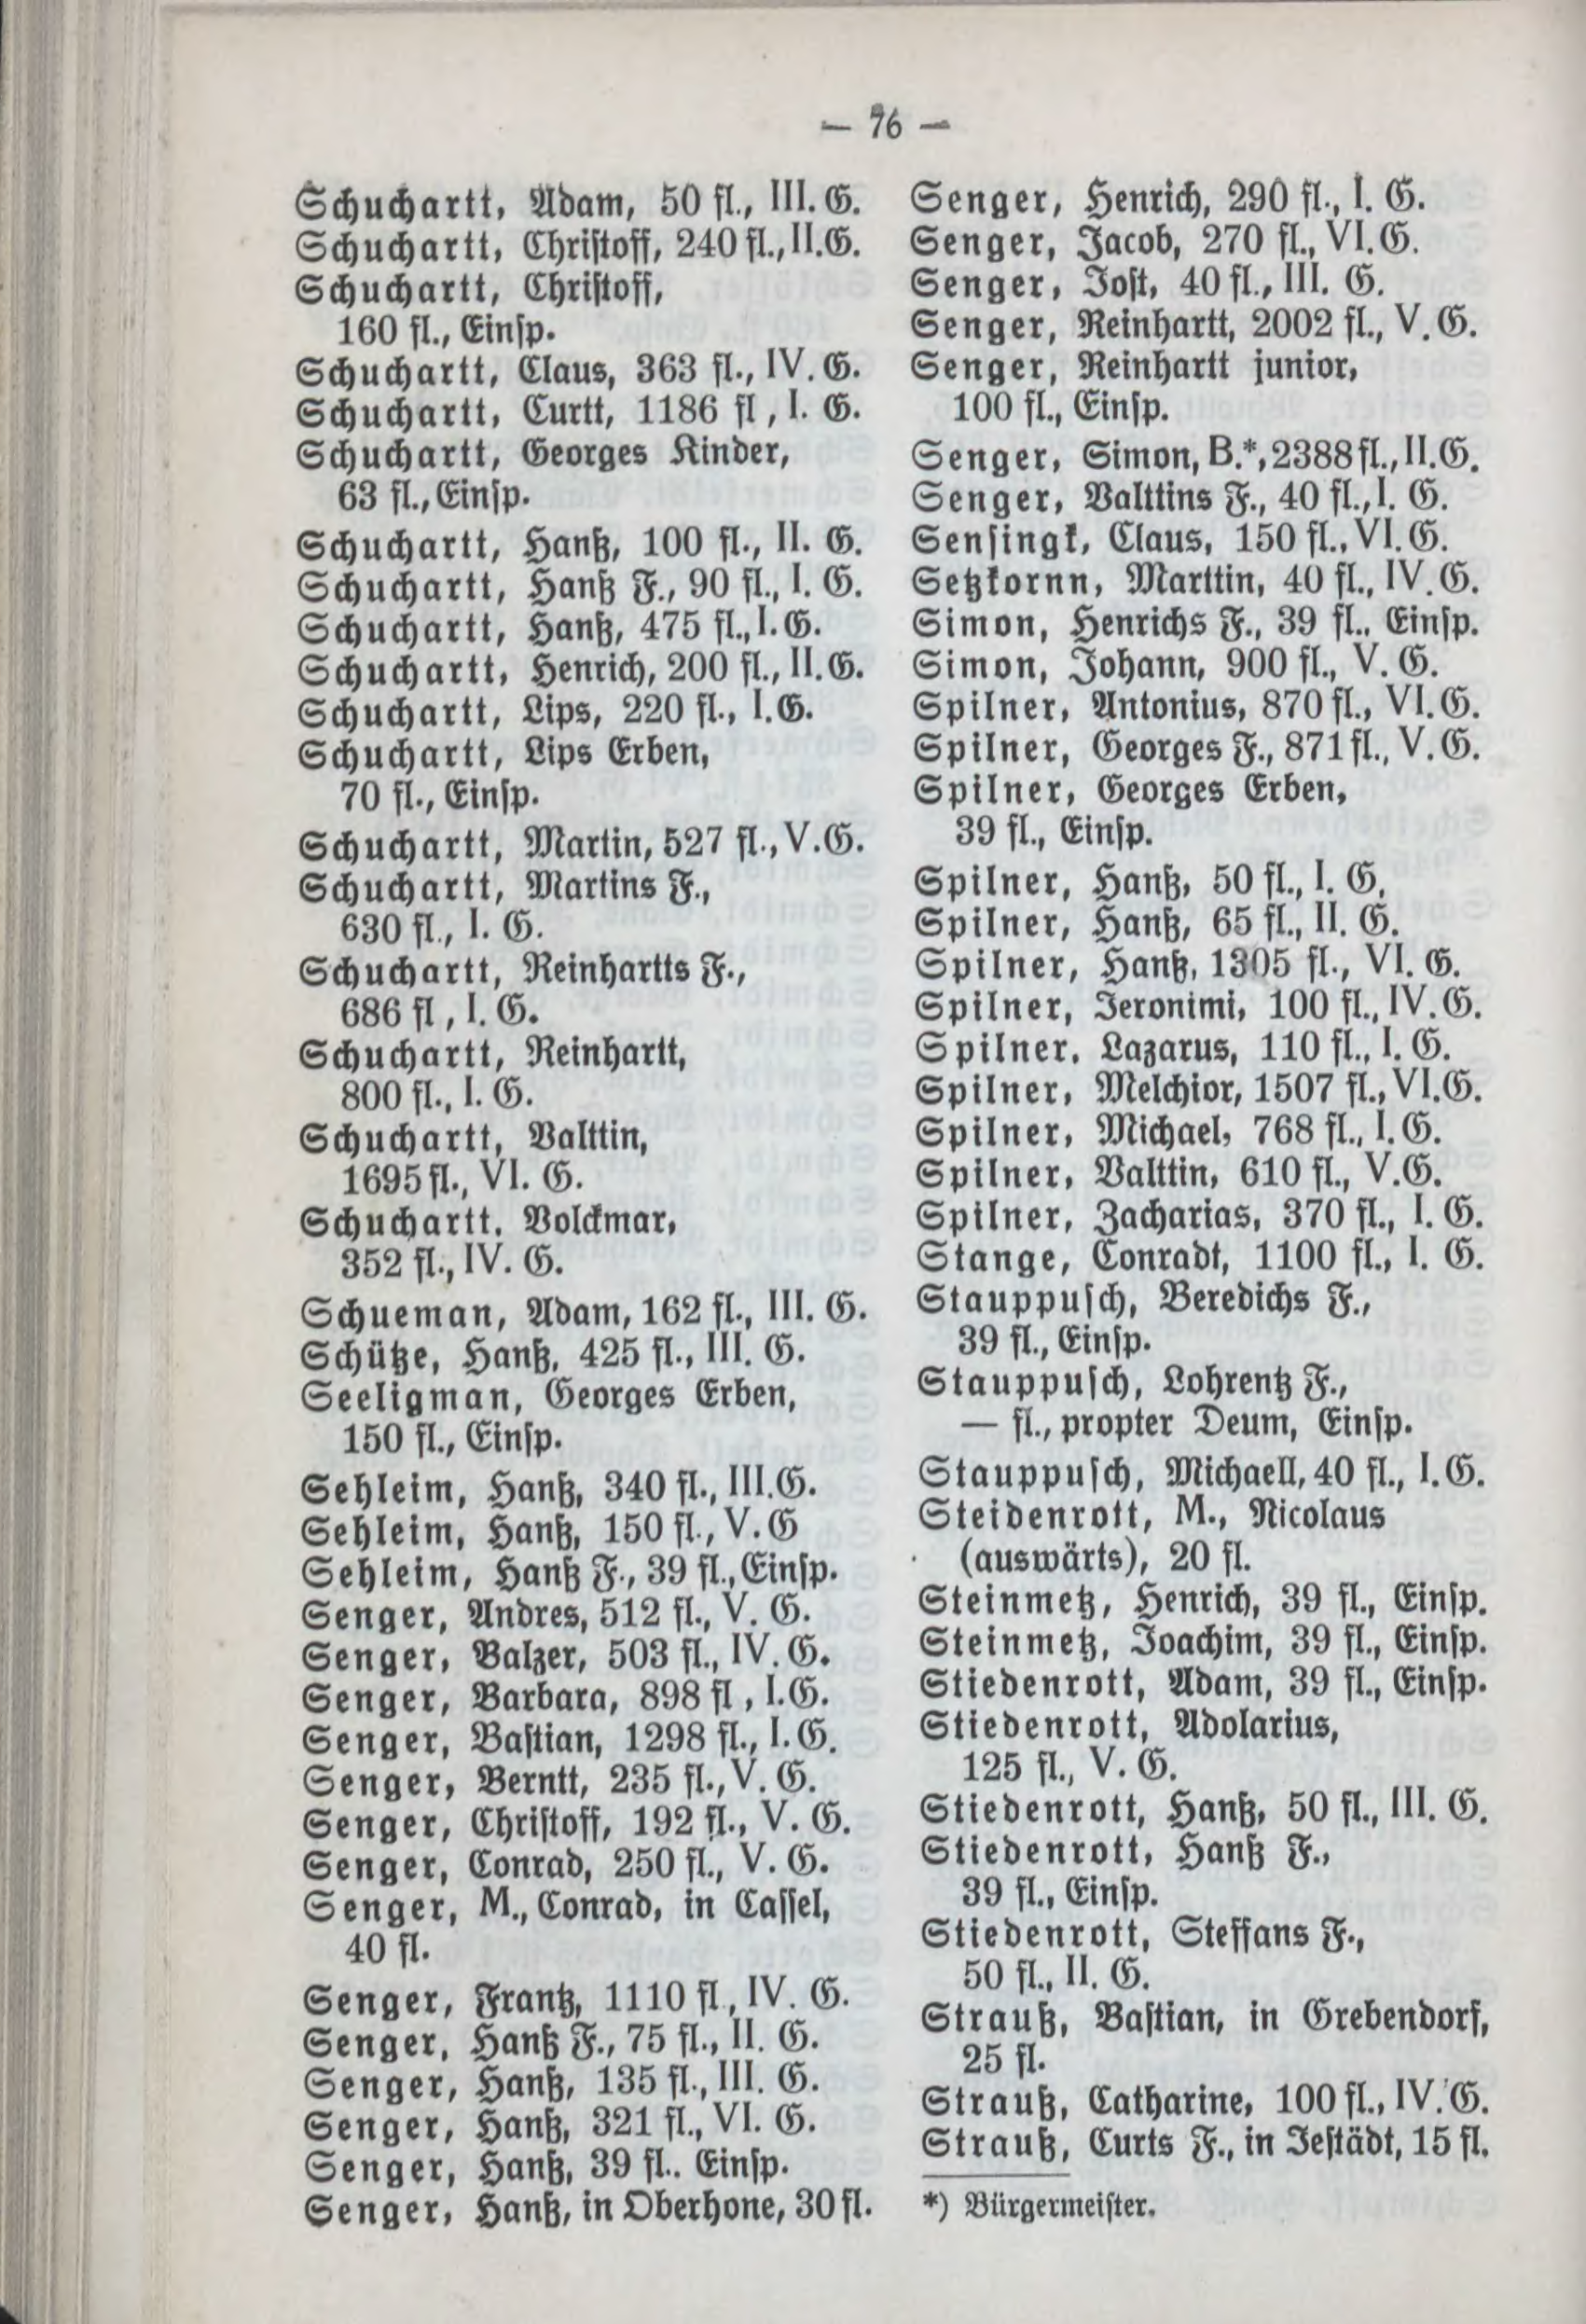 — 76 —
Schuchartt, Adam, 50 fl., III. G.
Schuchartt, Christoff, 240 fl., II. G.
Schuchartt, Christoff,
160 fl., Einsp.
Schuchartt, Claus, 363 fl., IV. G.
Schuchartt, Curtt, 1186 fl , I. G.
Schuchartt, Georges Kinder,
63 fl., Einsp.
Schuchartt, Hanß, 100 fl., II. G.
Schuchartt, Hanß F., 90 fl., I. G.
Schuchartt, Hanß, 475 fl., I. G.
Schuchartt, Henrich, 200 fl., II. G.
Schuchartt, Lips, 220 fl., I. G.
Schuchartt, Lips Erben,
70 fl., Einsp.
Schuchartt, Martin, 527 fl., V. G.
Schuchartt, Martins F.,
630 fl., I. G.
Schuchartt, Reinhartts F.,
686 fl , I. G.
Schuchartt, Reinhartt,
800 fl., I. G.
Schuchartt, Valttin,
1695 fl., VI. G.
Schuchartt, Volckmar,
352 fl., IV. G.
Schueman, Adam, 162 fl., III. G.
Schütze, Hanß, 425 fl., III. G.
Seeligman, Georges Erben,
150 fl., Einsp.
Sehleim, Hanß, 340 fl., III. G.
Sehleim, Hanß, 150 fl., V. G
Sehleim, Hanß F., 39 fl., Einsp.
Senger, Andres, 512 fl., V. G.
Senger, Balzer, 503 fl., IV. G.
Senger, Barbara, 898 fl , I. G.
Senger, Bastian, 1298 fl., I. G.
Senger, Berntt, 235 fl., V. G.
Senger, Christoff, 192 fl., V. G.
Senger, Conrad, 250 fl., V. G.
Senger, M., Conrad, in Cassel,
40 fl.
Senger, Frantz, 1110 fl., IV. G.
Senger, Hanß F., 75 fl., II. G.
Senger, Hanß, 135 fl., III. G.
Senger, Hanß, 321 fl., VI. G.
Senger, Hanß, 39 fl.. Einsp.
Senger, Hanß, in Oberhone, 30 fl.
Senger, Henrich, 290 fl., I. G.
Senger, Jacob, 270 fl., VI. G.
Senger, Jost, 40 fl., III. G.
Senger, Reinhartt, 2002 fl., V. G.
Senger, Reinhartt junior,
100 fl., Einsp.
Senger, Simon, B.*, 2388 fl., II. G.
Senger, Valttins F., 40 fl., I. G.
Sensingk, Claus, 150 fl., VI. G.
Setzkornn, Marttin, 40 fl., IV. G.
Simon, Henrichs F., 39 fl., Einsp.
Simon, Johann, 900 fl., V. G.
Spilner, Antonius, 870 fl., VI. G.
Spilner, Georges F., 871 fl., V. G.
Spilner, Georges Erben,
39 fl., Einsp.
Spilner, Hanß, 50 fl., I. G.
Spilner, Hanß, 65 fl., II. G.
Spilner, Hanß, 1305 fl., VI. G.
Spilner, Jeronimi, 100 fl., IV. G.
Spilner, Lazarus, 110 fl., I. G.
Spilner, Melchior, 1507 fl., VI. G.
Spilner, Michael, 768 fl., I. G.
Spilner, Valttin, 610 fl., V. G.
Spilner, Zacharias, 370 fl., I. G.
Stange, Conradt, 1100 fl., I. G.
Stauppusch, Beredichs F.,
39 fl., Einsp.
Stauppusch, Lohrentz F.,
— fl., propter Deum, Einsp.
Stauppusch, Michaell, 40 fl., I. G.
Steidenrott, M., Nicolaus
(auswärts), 20 fl.
Steinmetz, Henrich, 39 fl., Einsp.
Steinmetz, Joachim, 39 fl., Einsp.
Stiedenrott, Adam, 39 fl., Einsp.
Stiedenrott, Adolarius,
125 fl., V. G.
Stiedenrott, Hanß, 50 fl., III. G.
Stiedenrott, Hanß F.,
39 fl., Einsp.
Stiedenrott, Steffans F.,
50 fl., II. G.
Strauß, Bastian, in Grebendorf,
25 fl.
Strauß, Catharine, 100 fl., IV. G.
Strauß, Curts F., in Jestädt, 15 fl.
*) Bürgermeister.